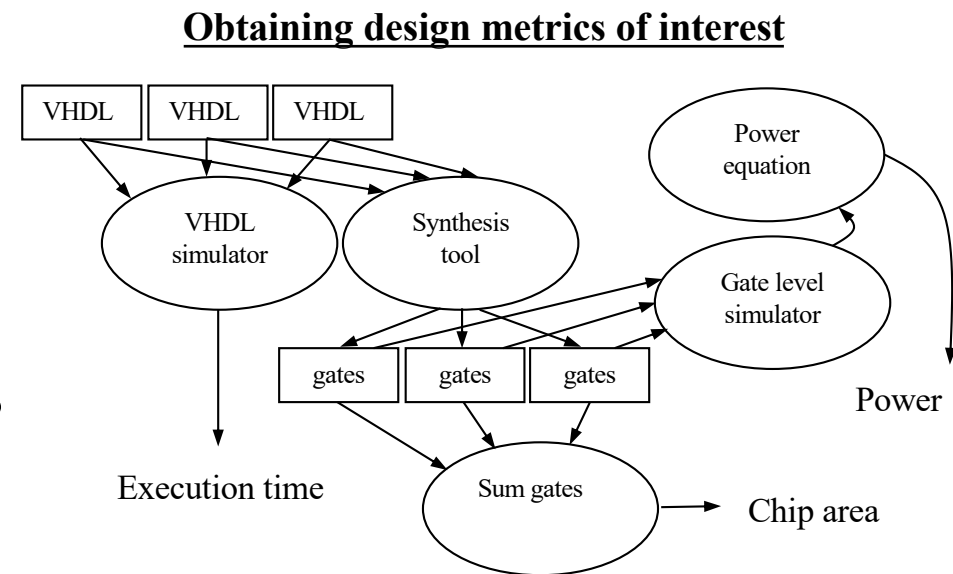 Obtaining design metrics of interest
VHDL
VHDL
VHDL
Power
equation
VHDL
simulator
Synthesis
tool
Gate level
simulator
gates
gates
gates
Power
Execution time
Sum gates
Chip area